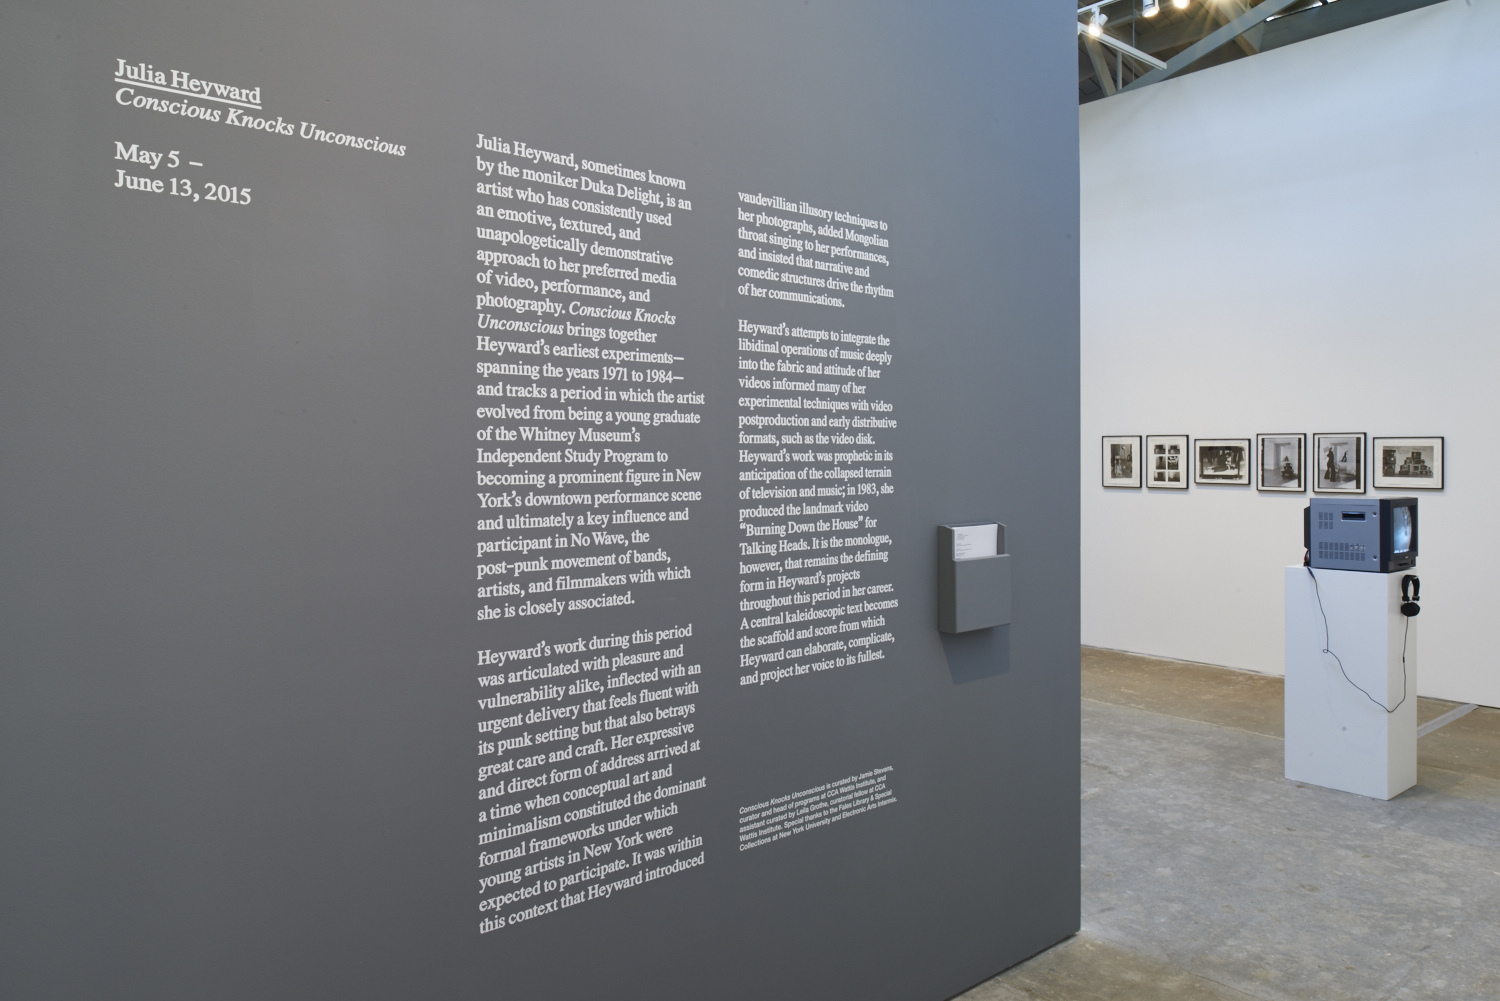 Julia Heyward
Conscious Knocks Unconscious
May 5 –
June 13, 2015
Julia Heyward, sometimes known
by the moniker Duka Delight, is an
artist who has consistently used
an emotive, textured, and
unapologetically demonstrative
approach to her preferred media
of video, performance, and
photography. Conscious Knocks
Unconscious brings together
Heyward’s earliest experiments—
spanning the years 1971 to 1984—
and tracks a period in which the artist
evolved from being a young graduate
of the Whitney Museum’s
Independent Study Program to
becoming a prominent figure in New
York’s downtown performance scene
and ultimately a key influence and
participant in No Wave, the
post–punk movement of bands,
artists, and filmmakers with which
she is closely associated.
Heyward’s work during this period
was articulated with pleasure and
vulnerability alike, inflected with an
urgent delivery that feels fluent with
its punk setting but that also betrays
great care and craft. Her expressive
and direct form of address arrived at
a time when conceptual art and
minimalism constituted the dominant
formal frameworks under which
young artists in New York were
expected to participate. It was within
this context that Heyward introduced
vaudevillian illusory techniques to
her photographs, added Mongolian
throat singing to her performances,
and insisted that narrative and
comedic structures drive the rhythm
of her communications.
Heyward’s attempts to integrate the
libidinal operations of music deeply
into the fabric and attitude of her
videos informed many of her
experimental techniques with video
postproduction and early distributive
formats, such as the video disk.
Heyward’s work was prophetic in its
anticipation of the collapsed terrain
of television and music; in 1983, she
produced the landmark video
“Burning Down the House” for
Talking Heads. It is the monologue,
however, that remains the defining
form in Heyward’s projects
throughout this period in her career.
A central kaleidoscopic text becomes
the scaffold and score from which
Heyward can elaborate, complicate,
and project her voice to its fullest.
Conscious Knocks Unconscious is curated by Jamie Stevens,
curator and head of programs at CCA Wattis Institute, and
assistant curated by Leila Grothe, curatorial fellow at CCA
Wattis Institute. Special thanks to the Fales Library & Special
Collections at New York University and Electronic Arts Intermix.